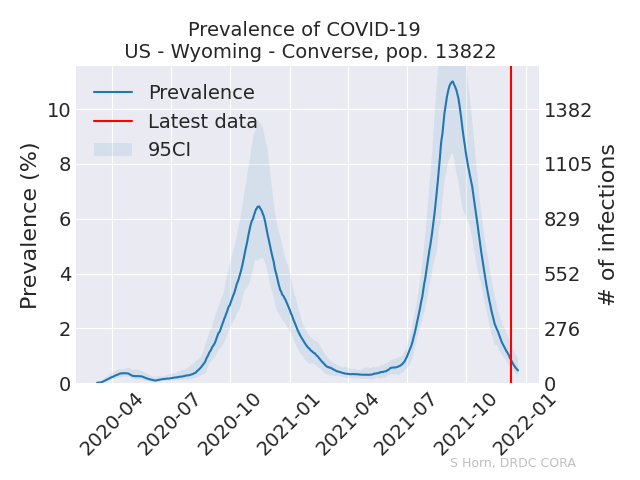 Prevalence of COVID-19
US - Wyoming - Converse, pop. 13822
Prevalence
Latest data
95CI
Prevalence (%)
10
8
6
4
2
0
1382
1105
829
552
276
0
# of infections
2020-04
2020-07
2020-10
2021-01
2021-04
2021-07
2021-10
2022-01
S Horn, DRDC CORA